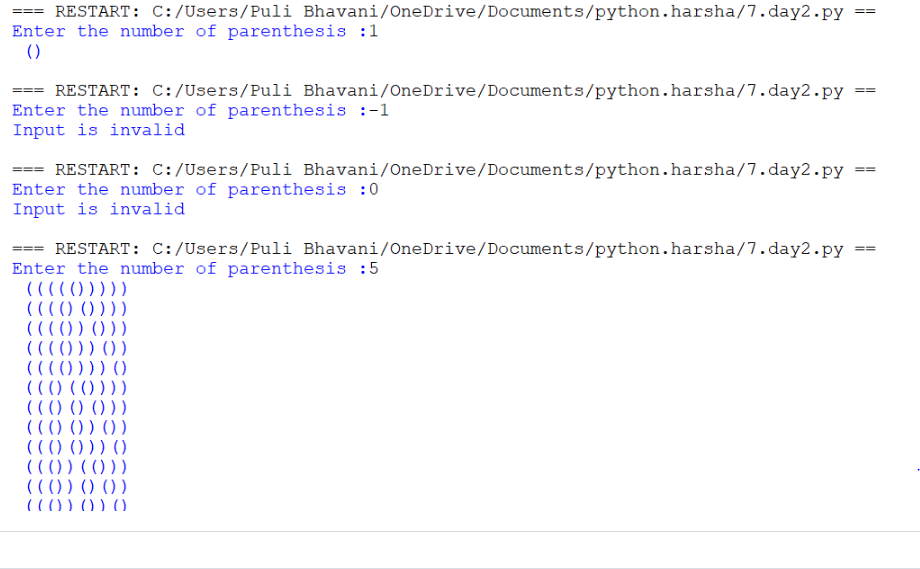 === RESTART: C:/Users/Puli Bhavani/OneDrive/Documents/python.harsha/7.day2.py ==
Enter the number of parenthesis :1
()
=== RESTART: C:/Users/Puli Bhavani/OneDrive/Documents/python.harsha/7.day2.py ==
Enter the number of parenthesis :-1
Input is invalid
=== RESTART: C:/Users/Puli Bhavani/OneDrive/Documents/python.harsha/7.day2.py ==
Enter the number of parenthesis :0
Input is invalid
=== RESTART: C:/Users/Puli Bhavani/OneDrive/Documents/python.harsha/7.day2.py ==
Enter the number of parenthesis :5
((((()))))
(((()())))
(((())()))
(((()))())
(((())))()
((()(())))
((()()()))
((()())())
((()()))()
((())(()))
((())()())
((())())()